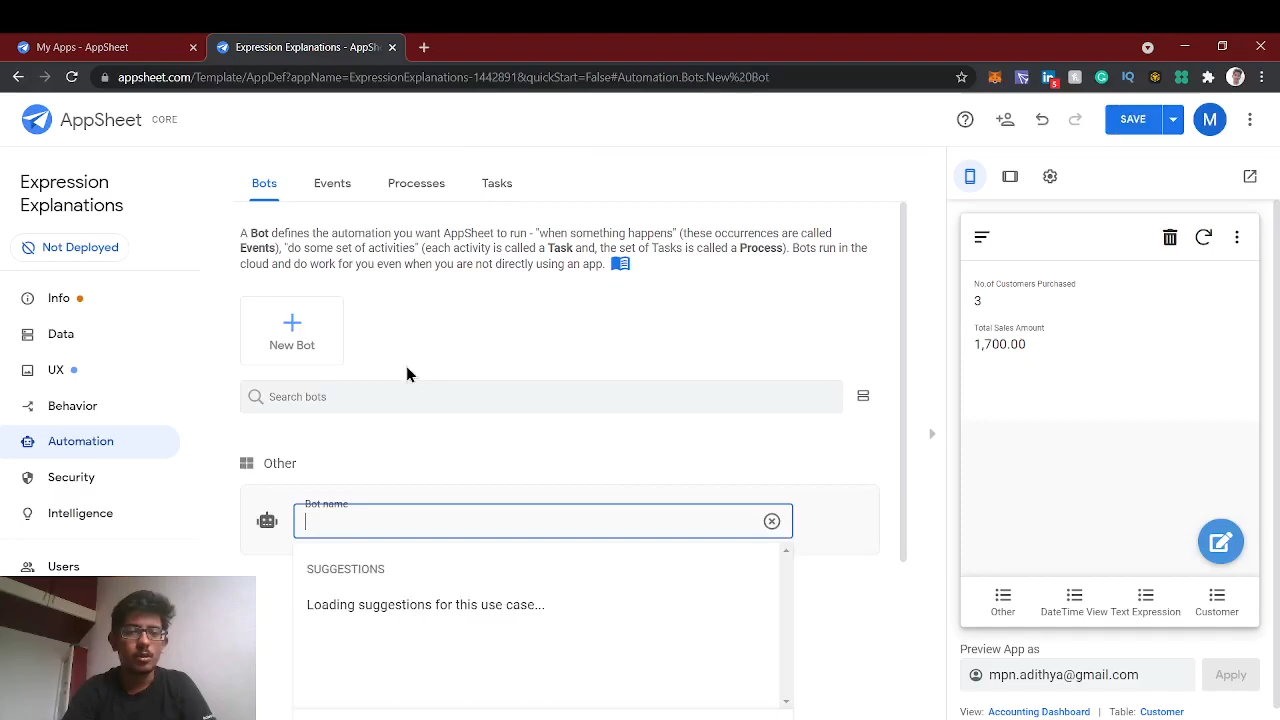 My Apps - AppSheet
Expression Explanations - AppSh
appsheet.com/Template/AppDef?appName=ExpressionExplanations-1442891&quickStart=False#Automation.Bots.New%20Bot
5
AppSheet CORE
SAVE
M
Expression
Explanations
Not Deployed
Info
Data
UX
Behavior
Automation
Security
Intelligence
Users
Bots Events Processes Tasks
A Bot defines the automation you want AppSheet to run - "when something happens" (these occurrences are called
Events), "do some set of activities" (each activity is called a Task and, the set of Tasks is called a Process). Bots run in the
cloud and do work for you even when you are not directly using an app.
New Bot
Search bots
Other
Bot name
SUGGESTIONS
Loading suggestions for this use case...
No.of Customers Purchased
3
Total Sales Amount
1,700.00
Other DateTime View Text Expression Customer
Preview App as
mpn.adithya@gmail.com Apply
View: Accounting Dashboard | Table: Customer